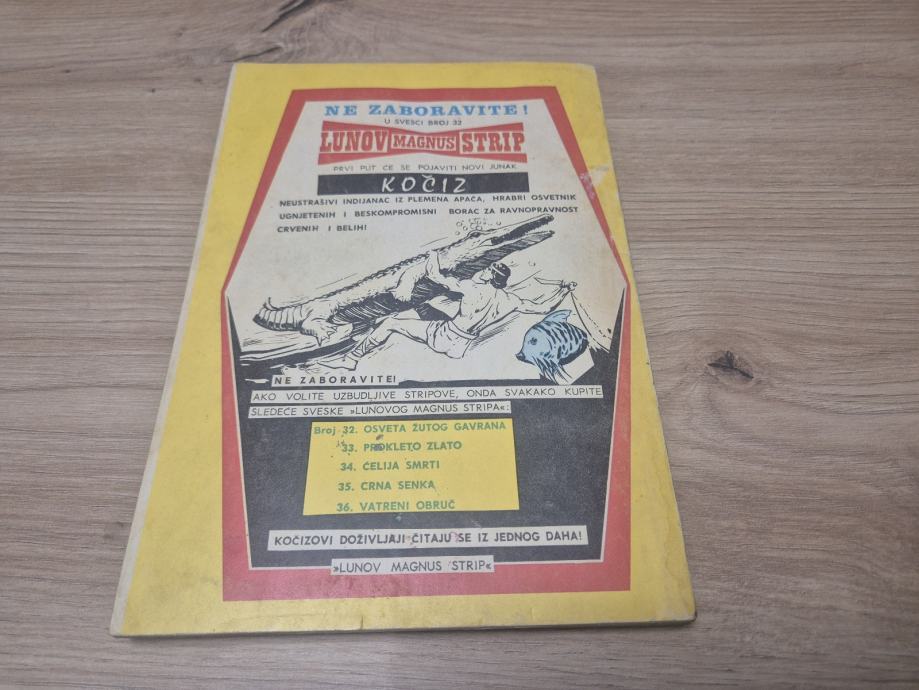 NE ZABORAVITE!
U SVESCI BROJ 32
LUNOV MAGNUS STRIP
PRVI PUT ĆE SE POJAVITI NOVI JUNAK
KOČIZ
NEUSTRAŠIVI INDIJANAC IZ PLEMENA APAČA, HRABRI OSVETNIK
UGNJETENIH I BESKOMPROMISNI BORAC ZA RAVNOPRAVNOST
CRVENIH I BELIH!
NE ZABORAVITE!
AKO VOLITE UZBUDLJIVE STRIPOVE, ONDA SVAKAKO KUPITE
SLEDEĆE SVESKE »LUNOVOG MAGNUS STRIPA«:
Broj 32. OSVETA ŽUTOG GAVRANA
33. PROKLETO ZLATO
34. ĆELIJA SMRTI
35. CRNA SENKA
36. VATRENI OBRUČ
KOČIZOVI DOŽIVLJAJI ČITAJU SE IZ JEDNOG DAHA!
»LUNOV MAGNUS STRIP«